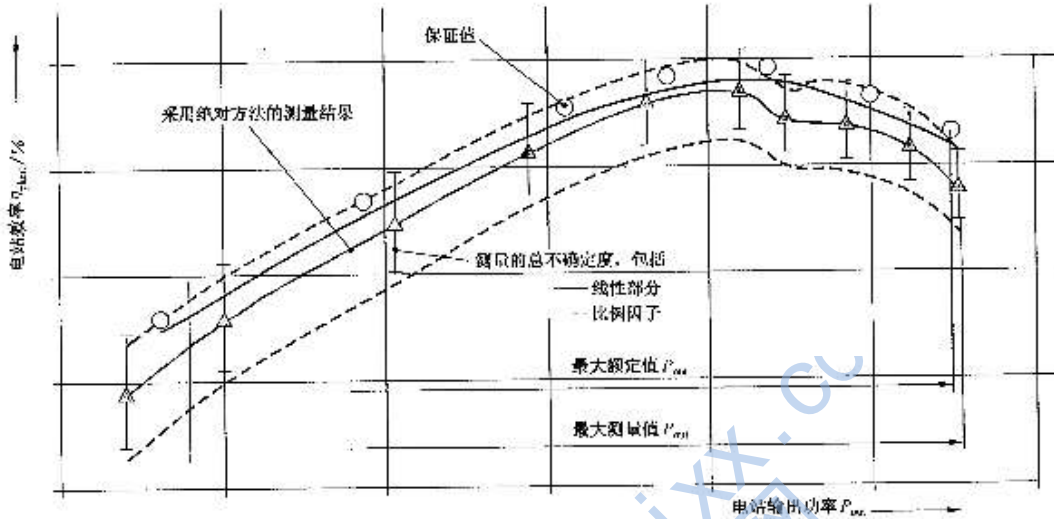 保证值
采用绝对方法的测量结果
电站效率 /%
测量的总不确定度，包括
—— 线性部分
--- 比例因子
最大额定值 P
最大测量值 P
电站输出功率 P